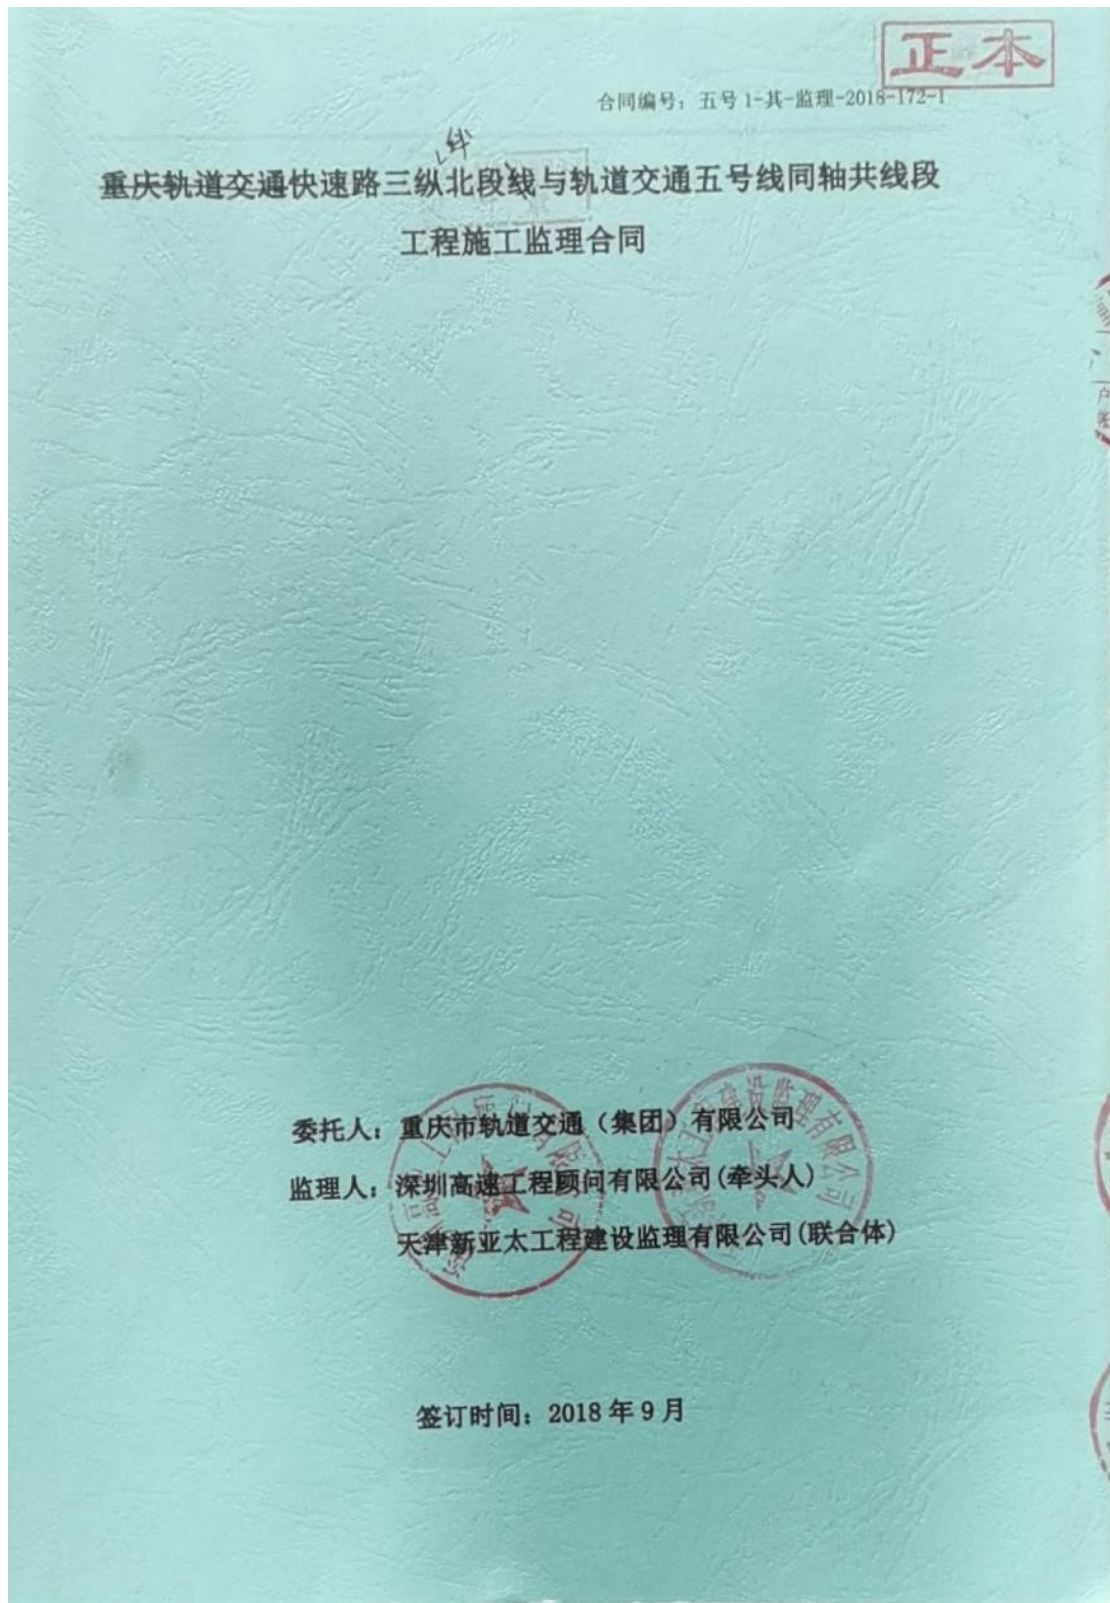 正本
合同编号：五号1-其-监理-2018-172-1
线
重庆轨道交通快速路三纵北段线与轨道交通五号线同轴共线段
工程施工监理合同
委托人：重庆市轨道交通（集团）有限公司
监理人：深圳高速工程顾问有限公司(牵头人)
天津新亚太工程建设监理有限公司(联合体)
签订时间：2018年9月